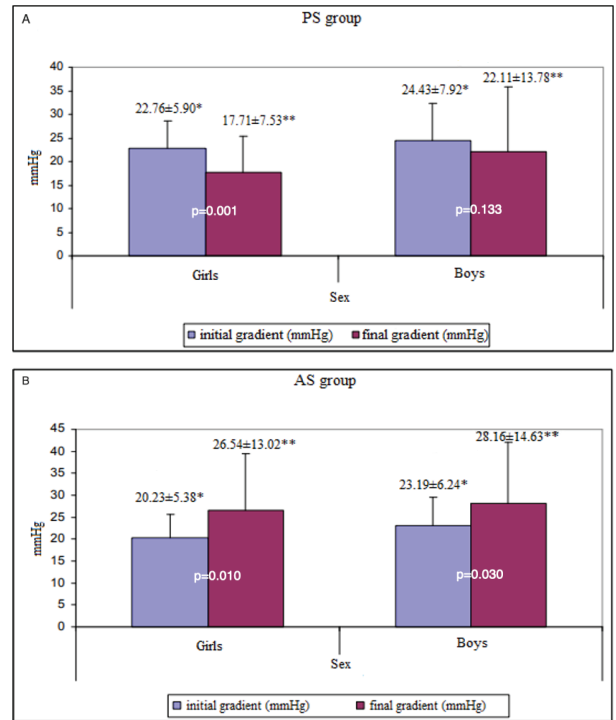 A
PS group
40
35
30
25
20
15
10
5
0
mmHg
22.76±5.90*
17.71±7.53**
24.43±7.92*
22.11±13.78**
p=0.001
p=0.133
Girls
Boys
Sex
initial gradient (mmHg)
final gradient (mmHg)
B
AS group
45
40
35
30
25
20
15
10
5
0
mmHg
20.23±5.38*
26.54±13.02**
23.19±6.24*
28.16±14.63**
p=0.010
p=0.030
Girls
Boys
Sex
initial gradient (mmHg)
final gradient (mmHg)